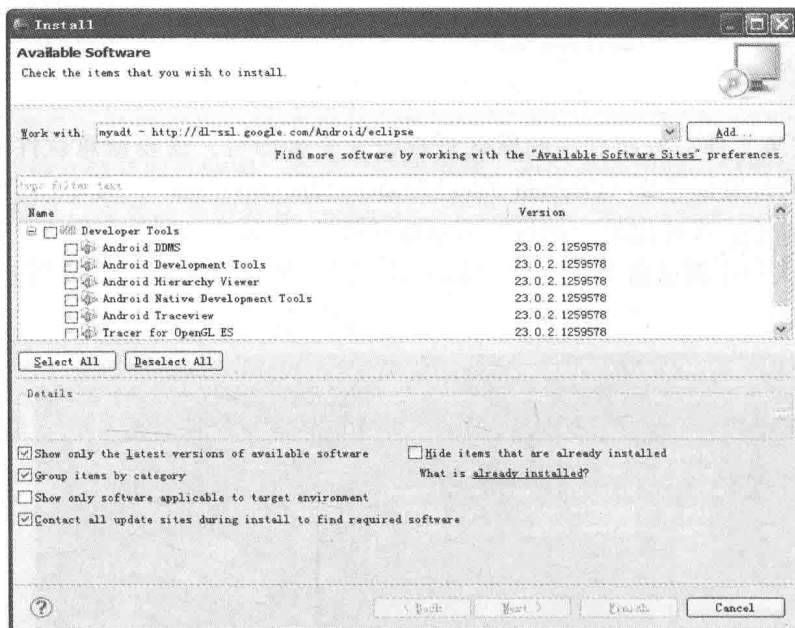 Install
Available Software
Check the items that you wish to install.
Work with: myadt - http://dl-ssl.google.com/Android/eclipse Add...
Find more software by working with the "Available Software Sites" preferences.
type filter text
Name Version
Developer Tools
Android DDMS 23.0.2.1259578
Android Development Tools 23.0.2.1259578
Android Hierarchy Viewer 23.0.2.1259578
Android Native Development Tools 23.0.2.1259578
Android Traceview 23.0.2.1259578
Tracer for OpenGL ES 23.0.2.1259578
Select All Deselect All
Details
Show only the latest versions of available software Hide items that are already installed
Group items by category What is already installed?
Show only software applicable to target environment
Contact all update sites during install to find required software
? < Back Next > Finish Cancel